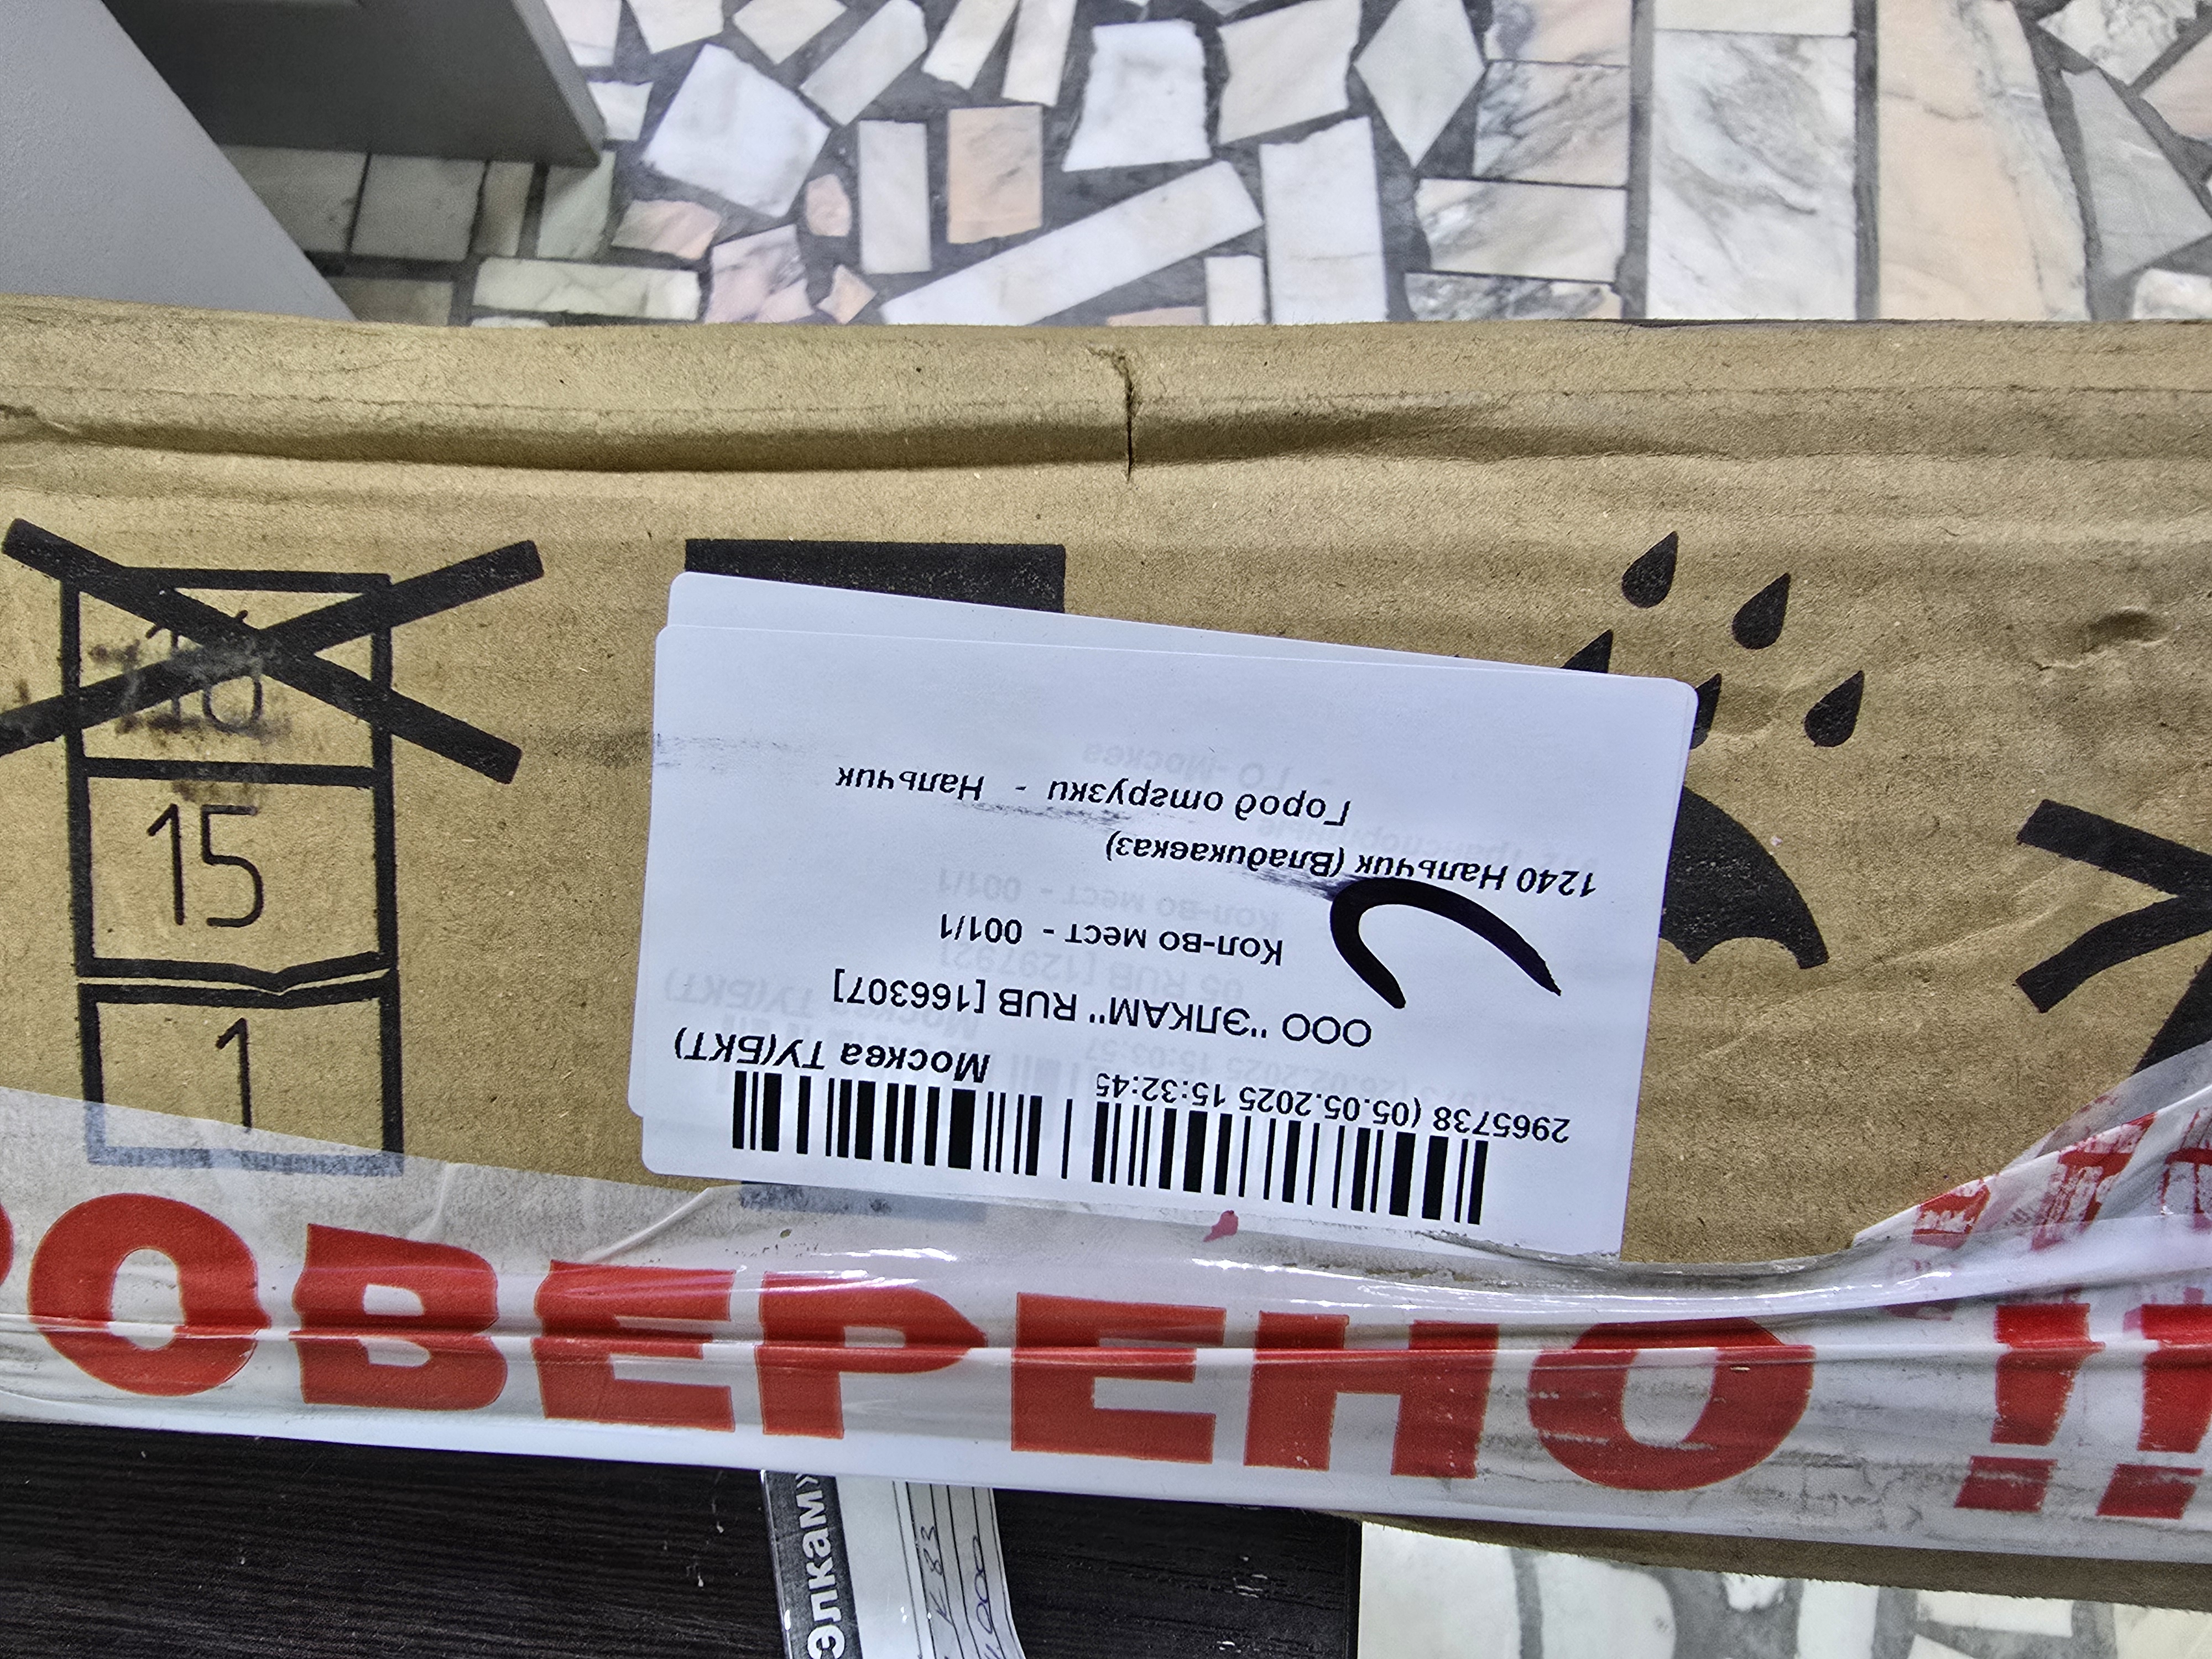 16
15
1
2965738 (05.05.2025 15:32:45
Москва ТУ(БКТ)
ООО "ЭЛКАМ" RUB [166307]
Кол-во мест - 001/1
1240 Нальчик (Владикавказ)
Город отгрузки - Нальчик
ОВЕРЕНО !!
Элкам»